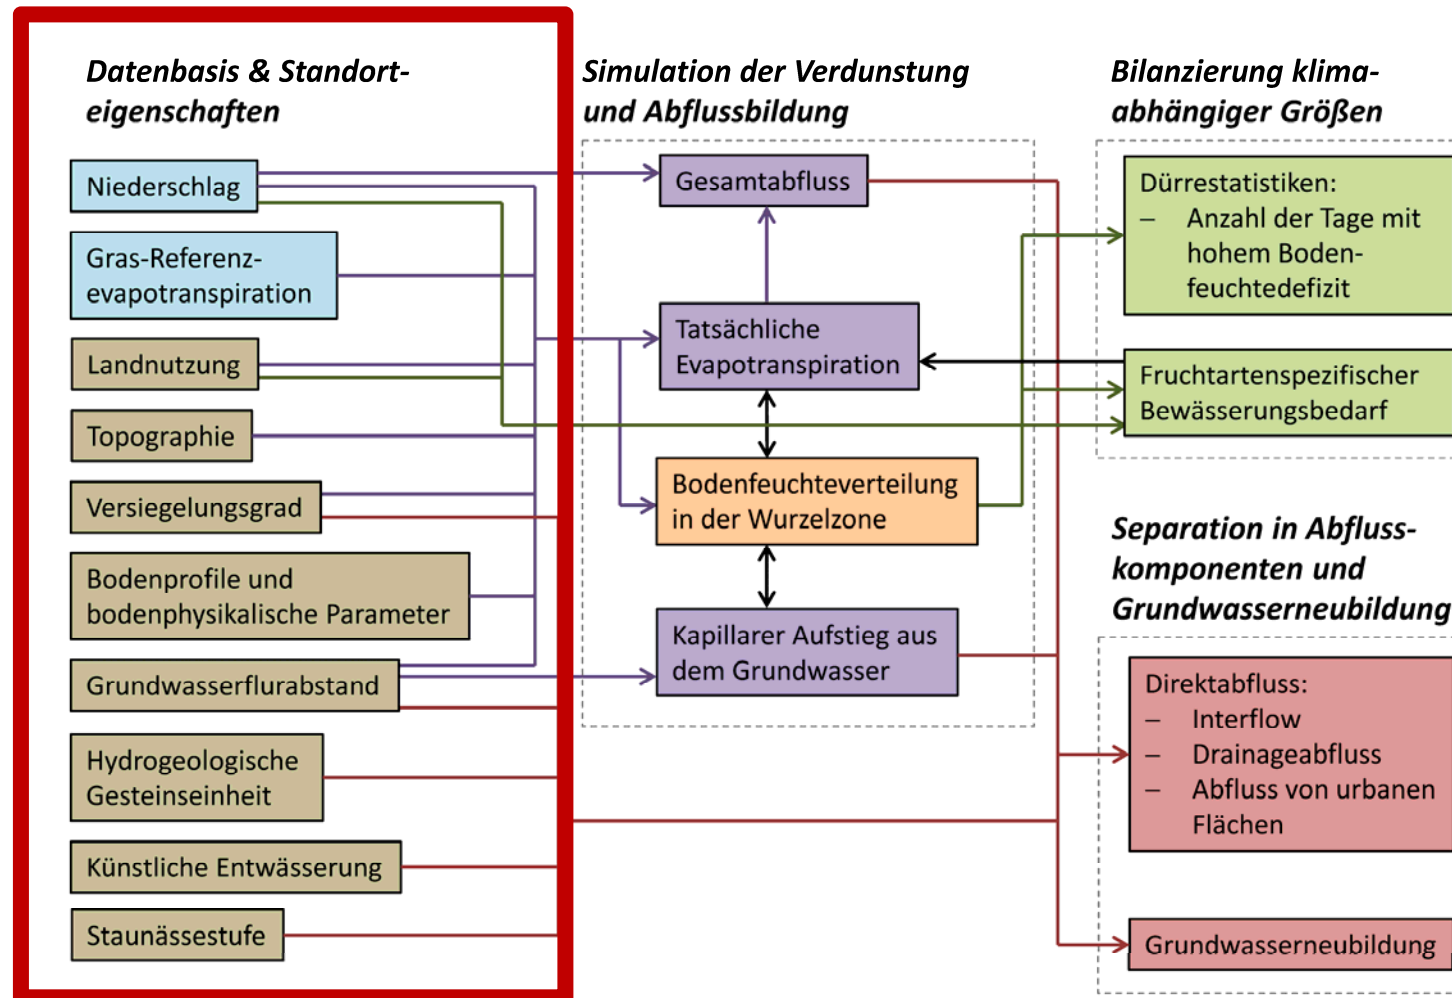 Datenbasis & Standort-
eigenschaften
Niederschlag
Gras-Referenz-
evapotranspiration
Landnutzung
Topographie
Versiegelungsgrad
Bodenprofile und
bodenphysikalische Parameter
Grundwasserflurabstand
Hydrogeologische
Gesteinseinheit
Künstliche Entwässerung
Staunässestufe
Simulation der Verdunstung
und Abflussbildung
Gesamtabfluss
Tatsächliche
Evapotranspiration
Bodenfeuchteverteilung
in der Wurzelzone
Kapillarer Aufstieg aus
dem Grundwasser
Bilanzierung klima-
abhängiger Größen
Dürrestatistiken:
– Anzahl der Tage mit
hohem Boden-
feuchtedefizit
Fruchtartenspezifischer
Bewässerungsbedarf
Separation in Abfluss-
komponenten und
Grundwasserneubildung
Direktabfluss:
– Interflow
– Drainageabfluss
– Abfluss von urbanen
Flächen
Grundwasserneubildung